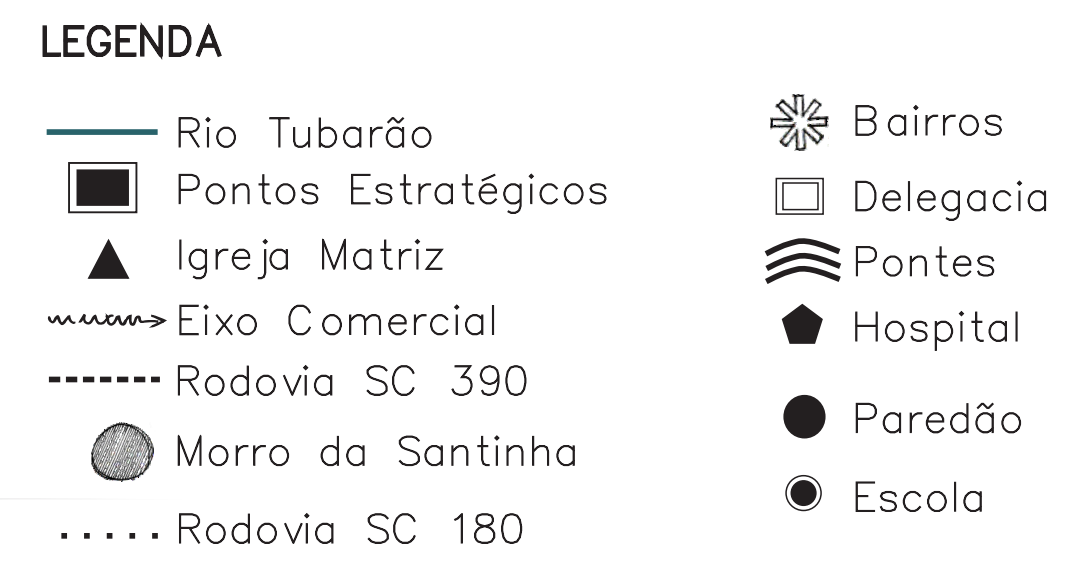 LEGENDA
Rio Tubarão
Pontos Estratégicos
Igreja Matriz
Eixo Comercial
Rodovia SC 390
Morro da Santinha
Rodovia SC 180
Bairros
Delegacia
Pontes
Hospital
Paredão
Escola